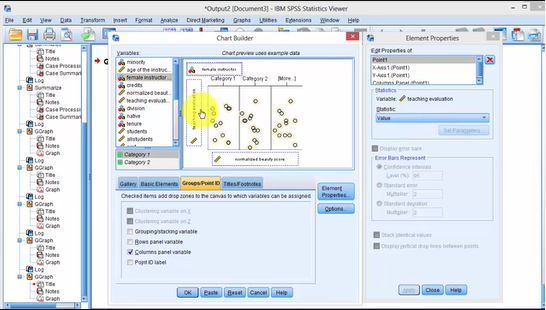 *Output2 [Document3] - IBM SPSS Statistics Viewer
File Edit View Data Transform Insert Format Analyze Direct Marketing Graphs Utilities Extensions Window Help
Title
Notes
Case Processing
Case Summar
Log
Summarize
Title
Notes
Case Processing
Case Summar
Log
GGraph
Title
Notes
Graph
Log
GGraph
Title
Notes
Graph
Log
GGraph
Title
Notes
Graph
Log
GGraph
Title
Notes
Graph
Chart Builder
Variables:
minority
age of the instruc...
female instructor ...
credits
normalized beauty...
teaching evaluatio...
division
native
tenure
students
allstudents
Category 1
Category 2
Chart preview uses example data
female instructor
Category 1 Category 2 [More...]
teaching evaluation
normalized beauty score
Gallery Basic Elements Groups/Point ID Titles/Footnotes
Checked items add drop zones to the canvas to which variables can be assigned.
Clustering variable on 1
Clustering variable on 2
Grouping/stacking variable
Rows panel variable
Columns panel variable
Point ID label
Element Properties...
Options...
OK Paste Reset Cancel Help
Element Properties
Edit Properties of:
Point1
X-Axis1 (Point1)
Y-Axis1 (Point1)
Statistics
Variable: teaching evaluation
Statistic:
Value
Set Parameters...
Display error bars
Error Bars Represent
Confidence intervals
Level (%): 95
Standard error
Multiplier: 2
Standard deviation
Multiplier: 2
Stack identical values
Display vertical drop lines between points
Apply Close Help